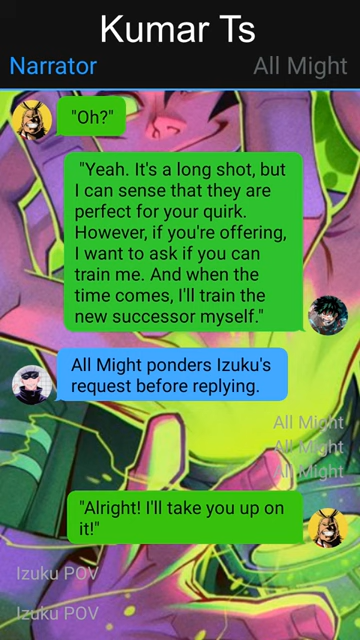 Kumar Ts
Narrator
All Might
"Oh?"
"Yeah. It's a long shot, but
I can sense that they are
perfect for your quirk.
However, if you're offering,
I want to ask if you can
train me. And when the
time comes, I'll train the
new successor myself."
All Might ponders Izuku's
request before replying.
All Might
All Might
All Might
"Alright! I'll take you up on
it!"
Izuku POV
Izuku POV